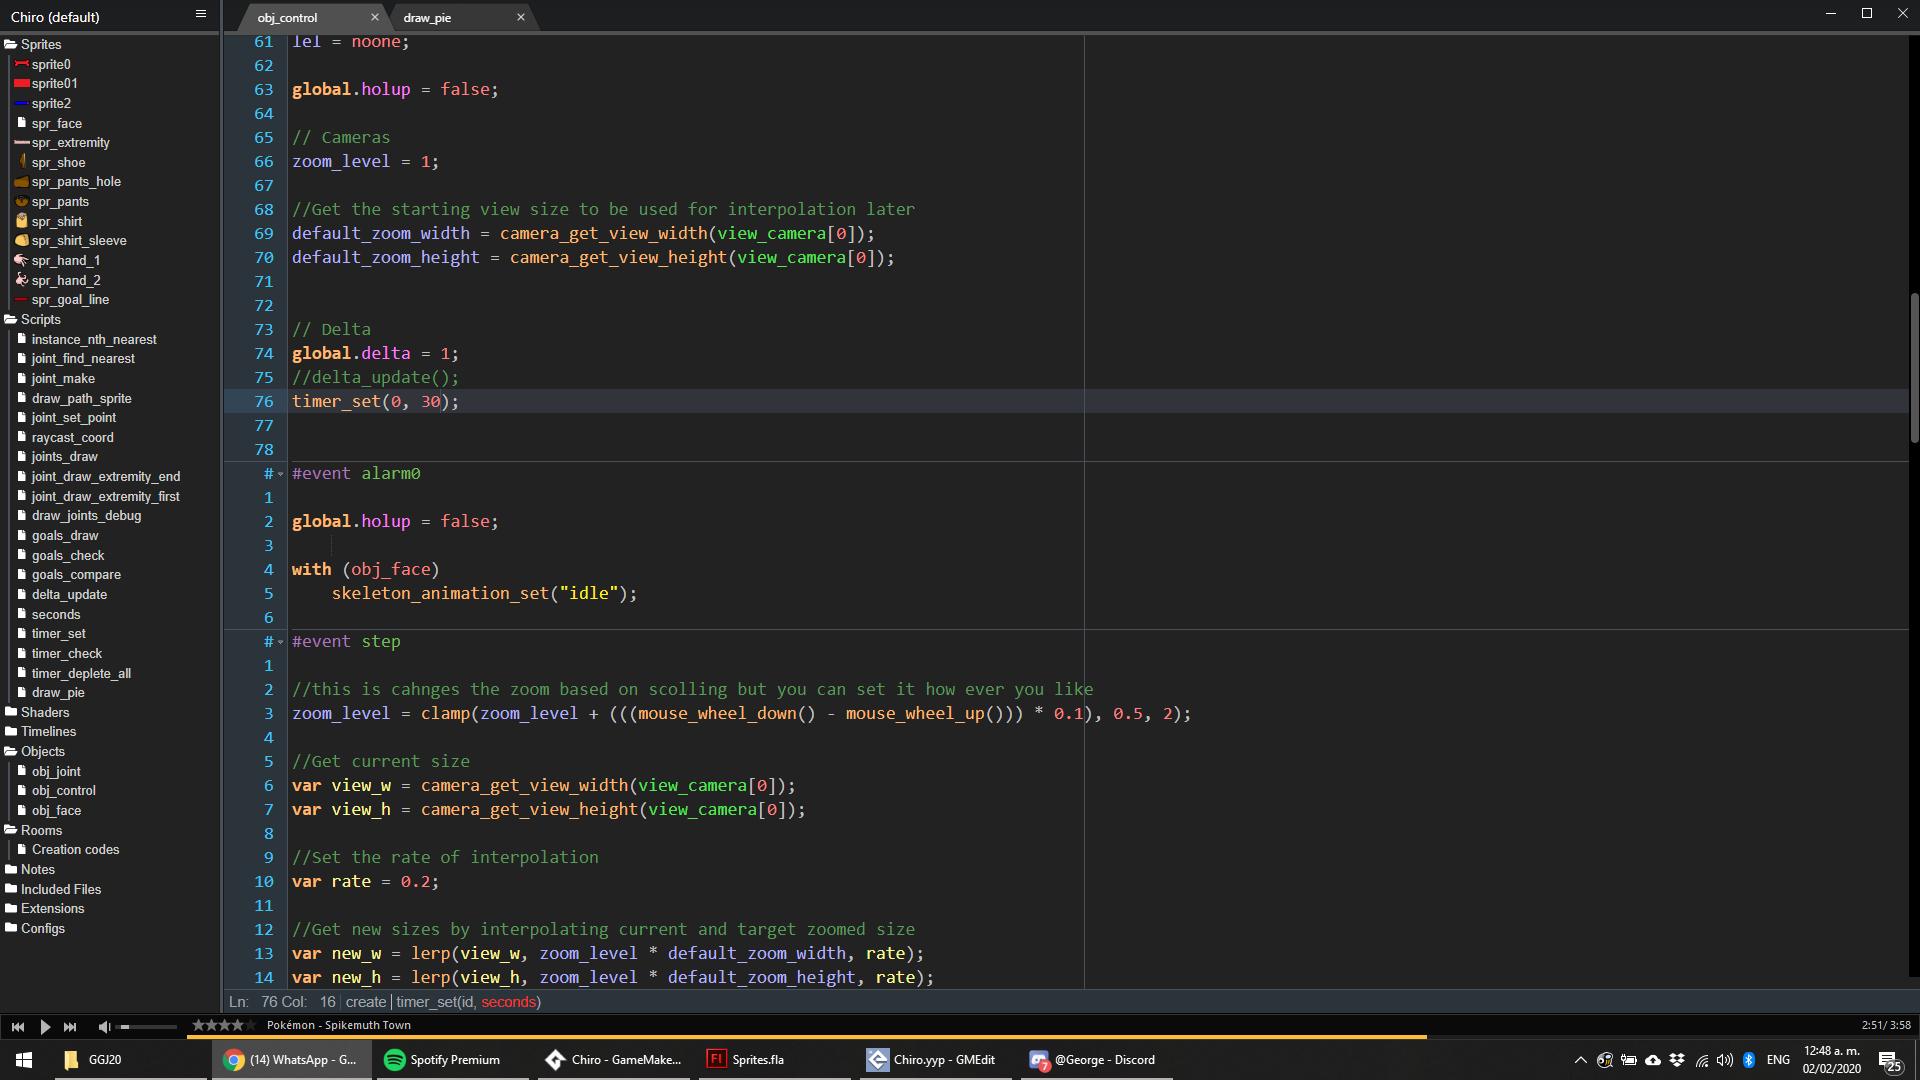 Chiro (default)
obj_control
draw_pie
Sprites
sprite0
sprite01
sprite2
spr_face
spr_extremity
spr_shoe
spr_pants_hole
spr_pants
spr_shirt
spr_shirt_sleeve
spr_hand_1
spr_hand_2
spr_goal_line
Scripts
instance_nth_nearest
joint_find_nearest
joint_make
draw_path_sprite
joint_set_point
raycast_coord
joints_draw
joint_draw_extremity_end
joint_draw_extremity_first
draw_joints_debug
goals_draw
goals_check
goals_compare
delta_update
seconds
timer_set
timer_check
timer_deplete_all
draw_pie
Shaders
Timelines
Objects
obj_joint
obj_control
obj_face
Rooms
Creation codes
Notes
Included Files
Extensions
Configs
61 lel = noone;
62
63 global.holup = false;
64
65 // Cameras
66 zoom_level = 1;
67
68 //Get the starting view size to be used for interpolation later
69 default_zoom_width = camera_get_view_width(view_camera[0]);
70 default_zoom_height = camera_get_view_height(view_camera[0]);
71
72
73 // Delta
74 global.delta = 1;
75 //delta_update();
76 timer_set(0, 30);
77
78
# #event alarm0
1
2 global.holup = false;
3
4 with (obj_face)
5 skeleton_animation_set("idle");
6
# #event step
1
2 //this is cahnges the zoom based on scolling but you can set it how ever you like
3 zoom_level = clamp(zoom_level + (((mouse_wheel_down() - mouse_wheel_up())) * 0.1), 0.5, 2);
4
5 //Get current size
6 var view_w = camera_get_view_width(view_camera[0]);
7 var view_h = camera_get_view_height(view_camera[0]);
8
9 //Set the rate of interpolation
10 var rate = 0.2;
11
12 //Get new sizes by interpolating current and target zoomed size
13 var new_w = lerp(view_w, zoom_level * default_zoom_width, rate);
14 var new_h = lerp(view_h, zoom_level * default_zoom_height, rate);
Ln: 76 Col: 16 create timer_set(id, seconds)
Pokémon - Spikemuth Town
2:51/ 3:58
GGJ20
(14) WhatsApp - G...
Spotify Premium
Chiro - GameMake...
Fl
Sprites.fla
Chiro.yyp - GMEdit
7
@George - Discord
ENG
12:48 a. m.
02/02/2020
25